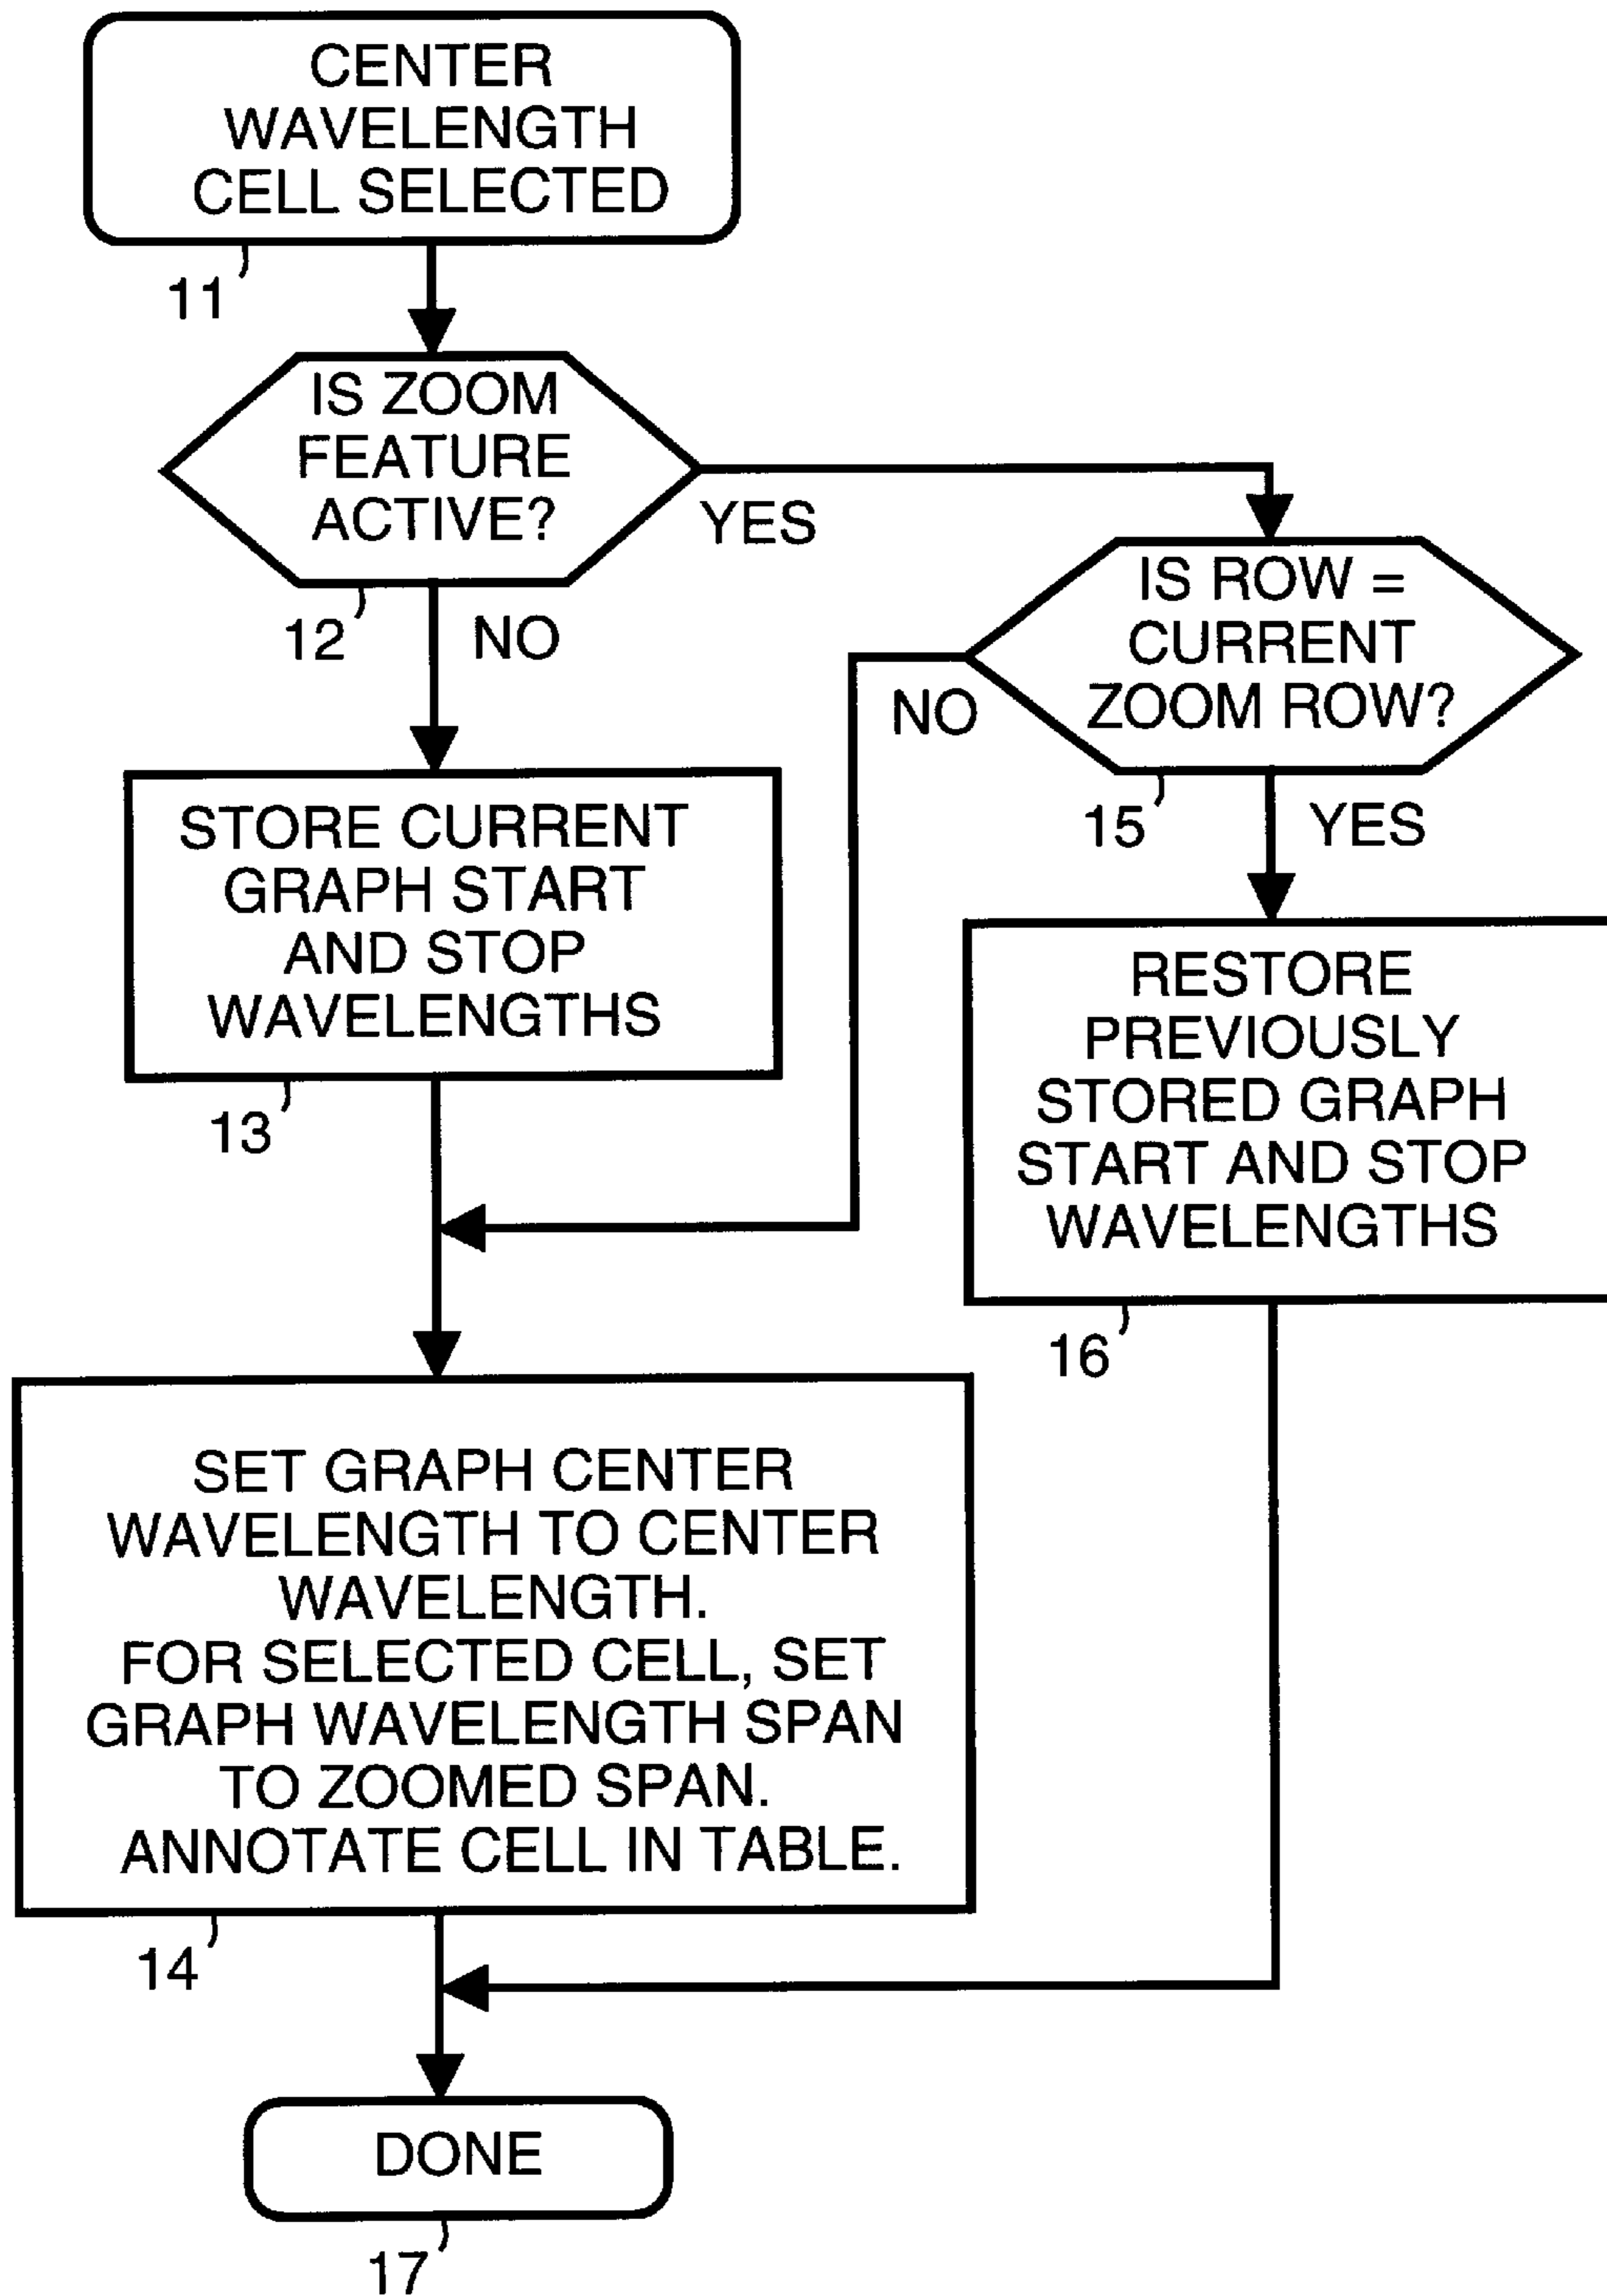 CENTER
WAVELENGTH
CELL SELECTED
11
IS ZOOM
FEATURE
ACTIVE?
YES
12
NO
IS ROW =
CURRENT
ZOOM ROW?
NO
15
YES
STORE CURRENT
GRAPH START
AND STOP
WAVELENGTHS
13
RESTORE
PREVIOUSLY
STORED GRAPH
START AND STOP
WAVELENGTHS
16
SET GRAPH CENTER
WAVELENGTH TO CENTER
WAVELENGTH.
FOR SELECTED CELL, SET
GRAPH WAVELENGTH SPAN
TO ZOOMED SPAN.
ANNOTATE CELL IN TABLE.
14
DONE
17